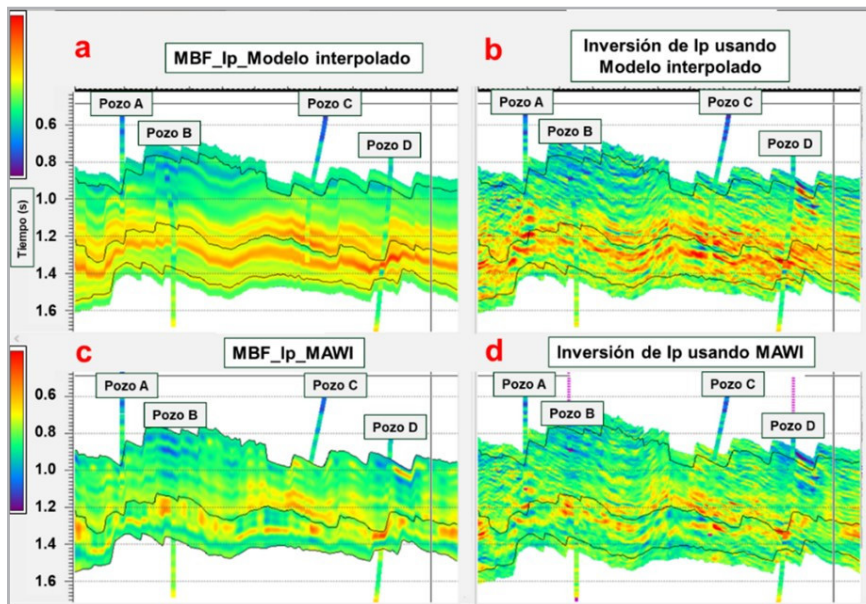 a
MBF_Ip_Modelo interpolado
b
Inversión de Ip usando
Modelo interpolado
Pozo A
Pozo B
Pozo C
Pozo D
Pozo A
Pozo B
Pozo C
Pozo D
Tiempo (s)
0.6
0.8
1.0
1.2
1.4
1.6
c
MBF_Ip_MAWI
d
Inversión de Ip usando MAWI
Pozo A
Pozo B
Pozo C
Pozo D
Pozo A
Pozo B
Pozo C
Pozo D
0.6
0.8
1.0
1.2
1.4
1.6